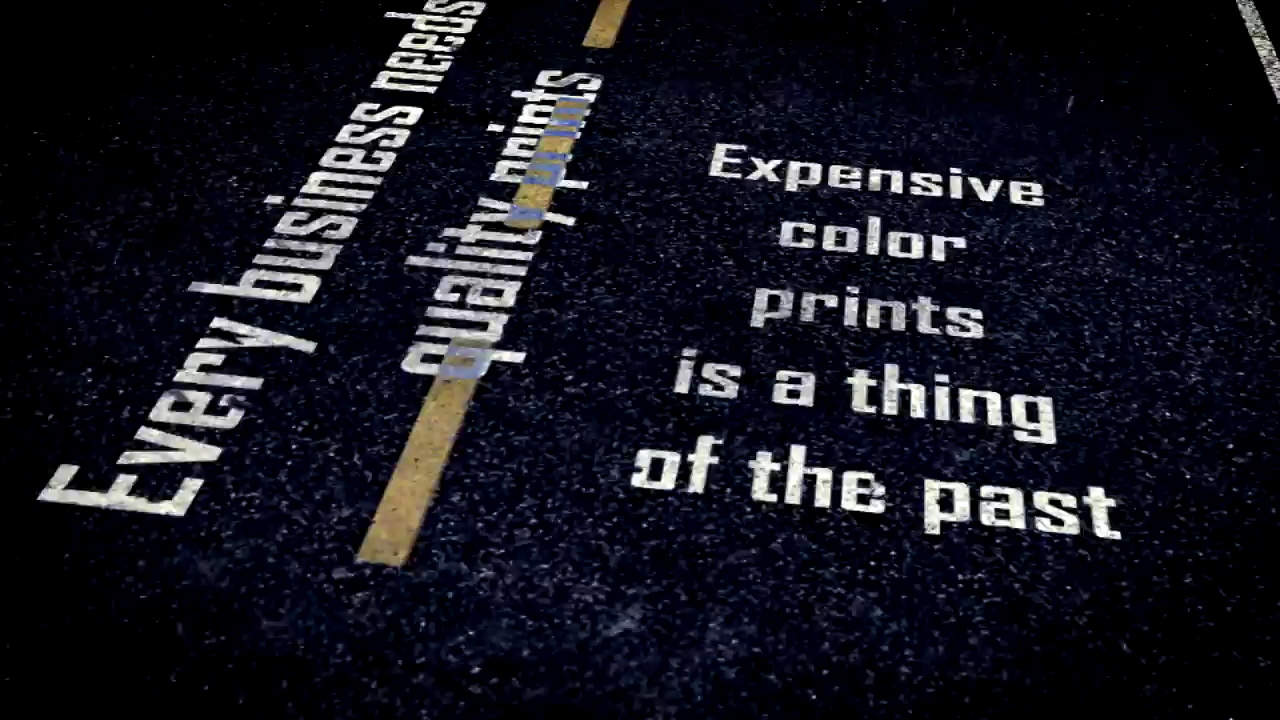 Every business needs
quality prints
Expensive
color
prints
is a thing
of the past